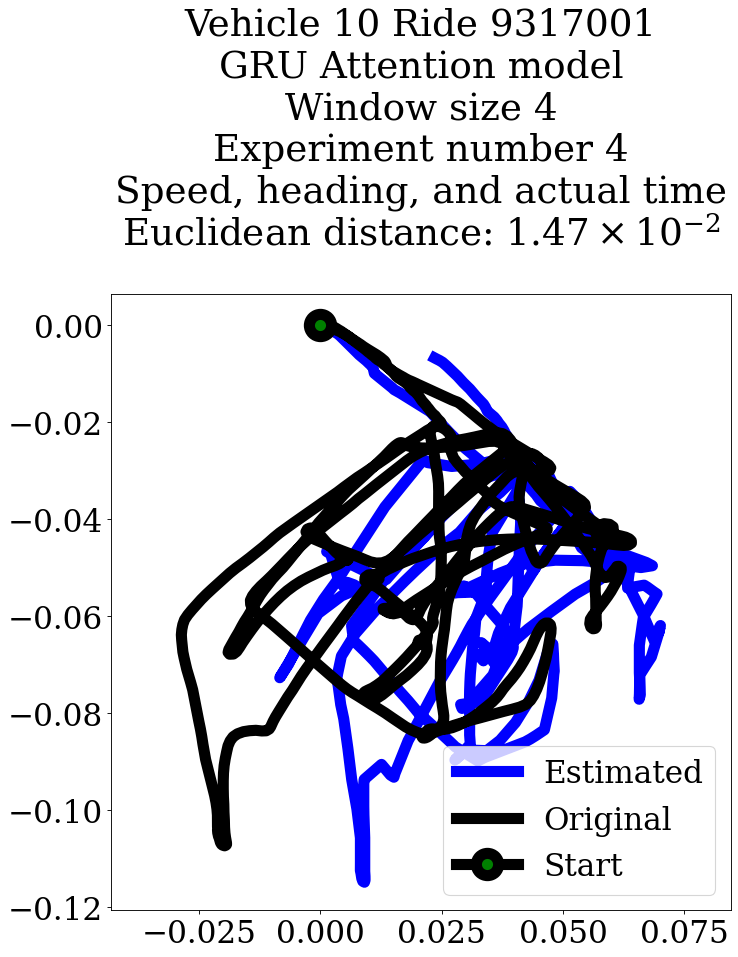 Vehicle 10 Ride 9317001
GRU Attention model
Window size 4
Experiment number 4
Speed, heading, and actual time
Euclidean distance: 1.47 × 10⁻²
0.00
−0.02
−0.04
−0.06
−0.08
−0.10
−0.12
Estimated
Original
Start
−0.025 0.000 0.025 0.050 0.075